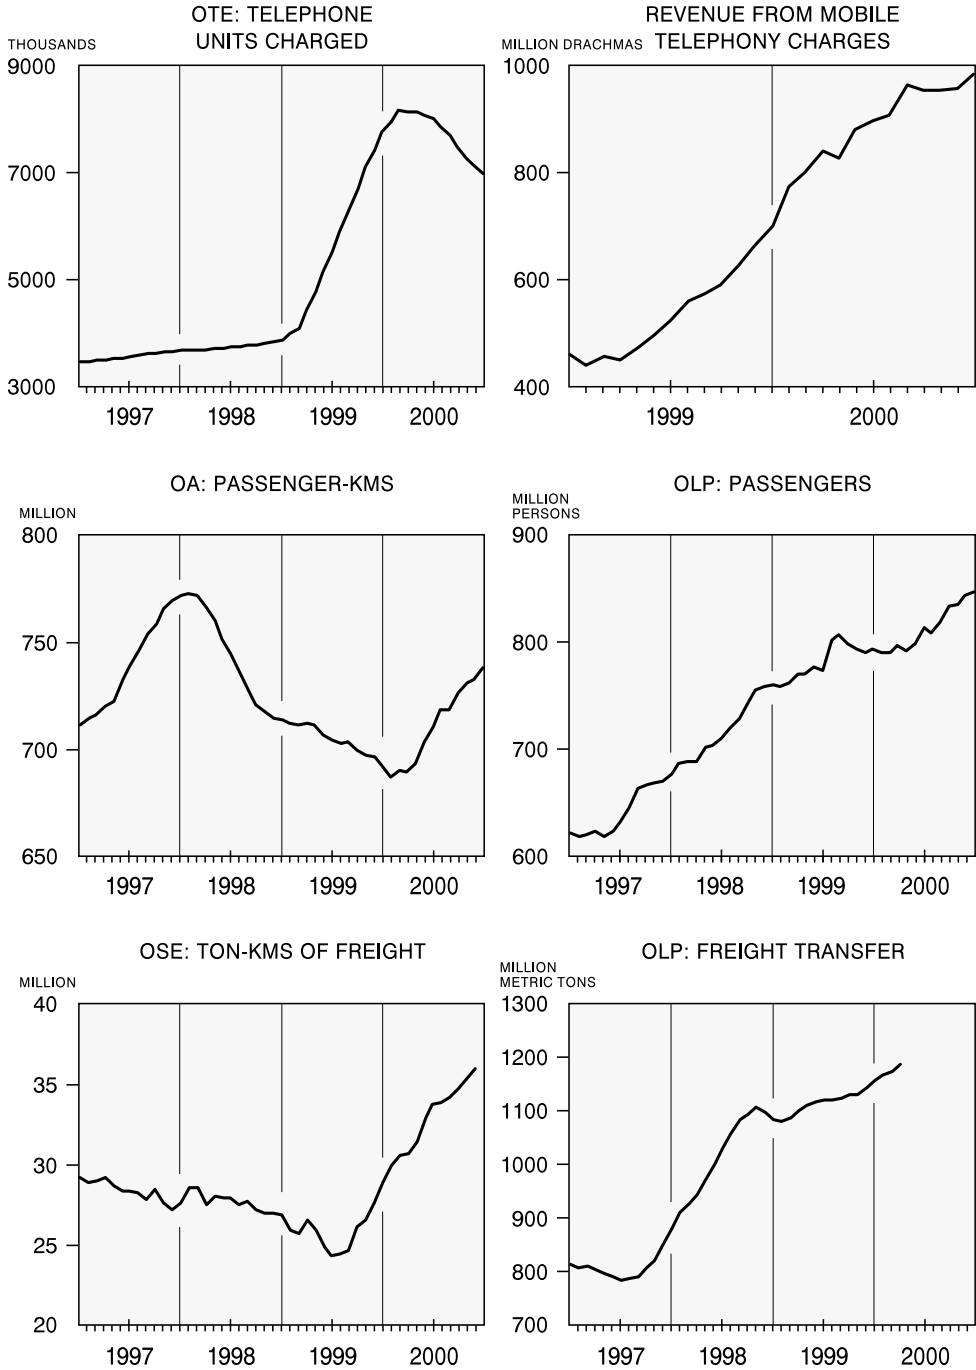 OTE: TELEPHONE
UNITS CHARGED
THOUSANDS
9000
7000
5000
3000
1997 1998 1999 2000
REVENUE FROM MOBILE
TELEPHONY CHARGES
MILLION DRACHMAS
1000
800
600
400
1999 2000
OA: PASSENGER-KMS
MILLION
800
750
700
650
1997 1998 1999 2000
OLP: PASSENGERS
MILLION
PERSONS
900
800
700
600
1997 1998 1999 2000
OSE: TON-KMS OF FREIGHT
MILLION
40
35
30
25
20
1997 1998 1999 2000
OLP: FREIGHT TRANSFER
MILLION
METRIC TONS
1300
1200
1100
1000
900
800
700
1997 1998 1999 2000